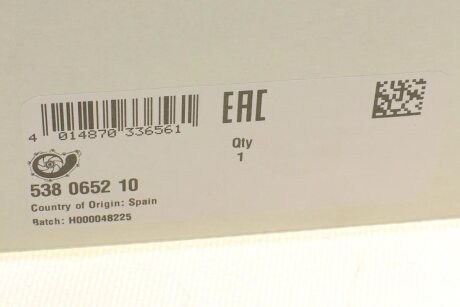 EAC
4 014870 336561
Qty
1
538 0652 10
Country of Origin: Spain
Batch: H000048225